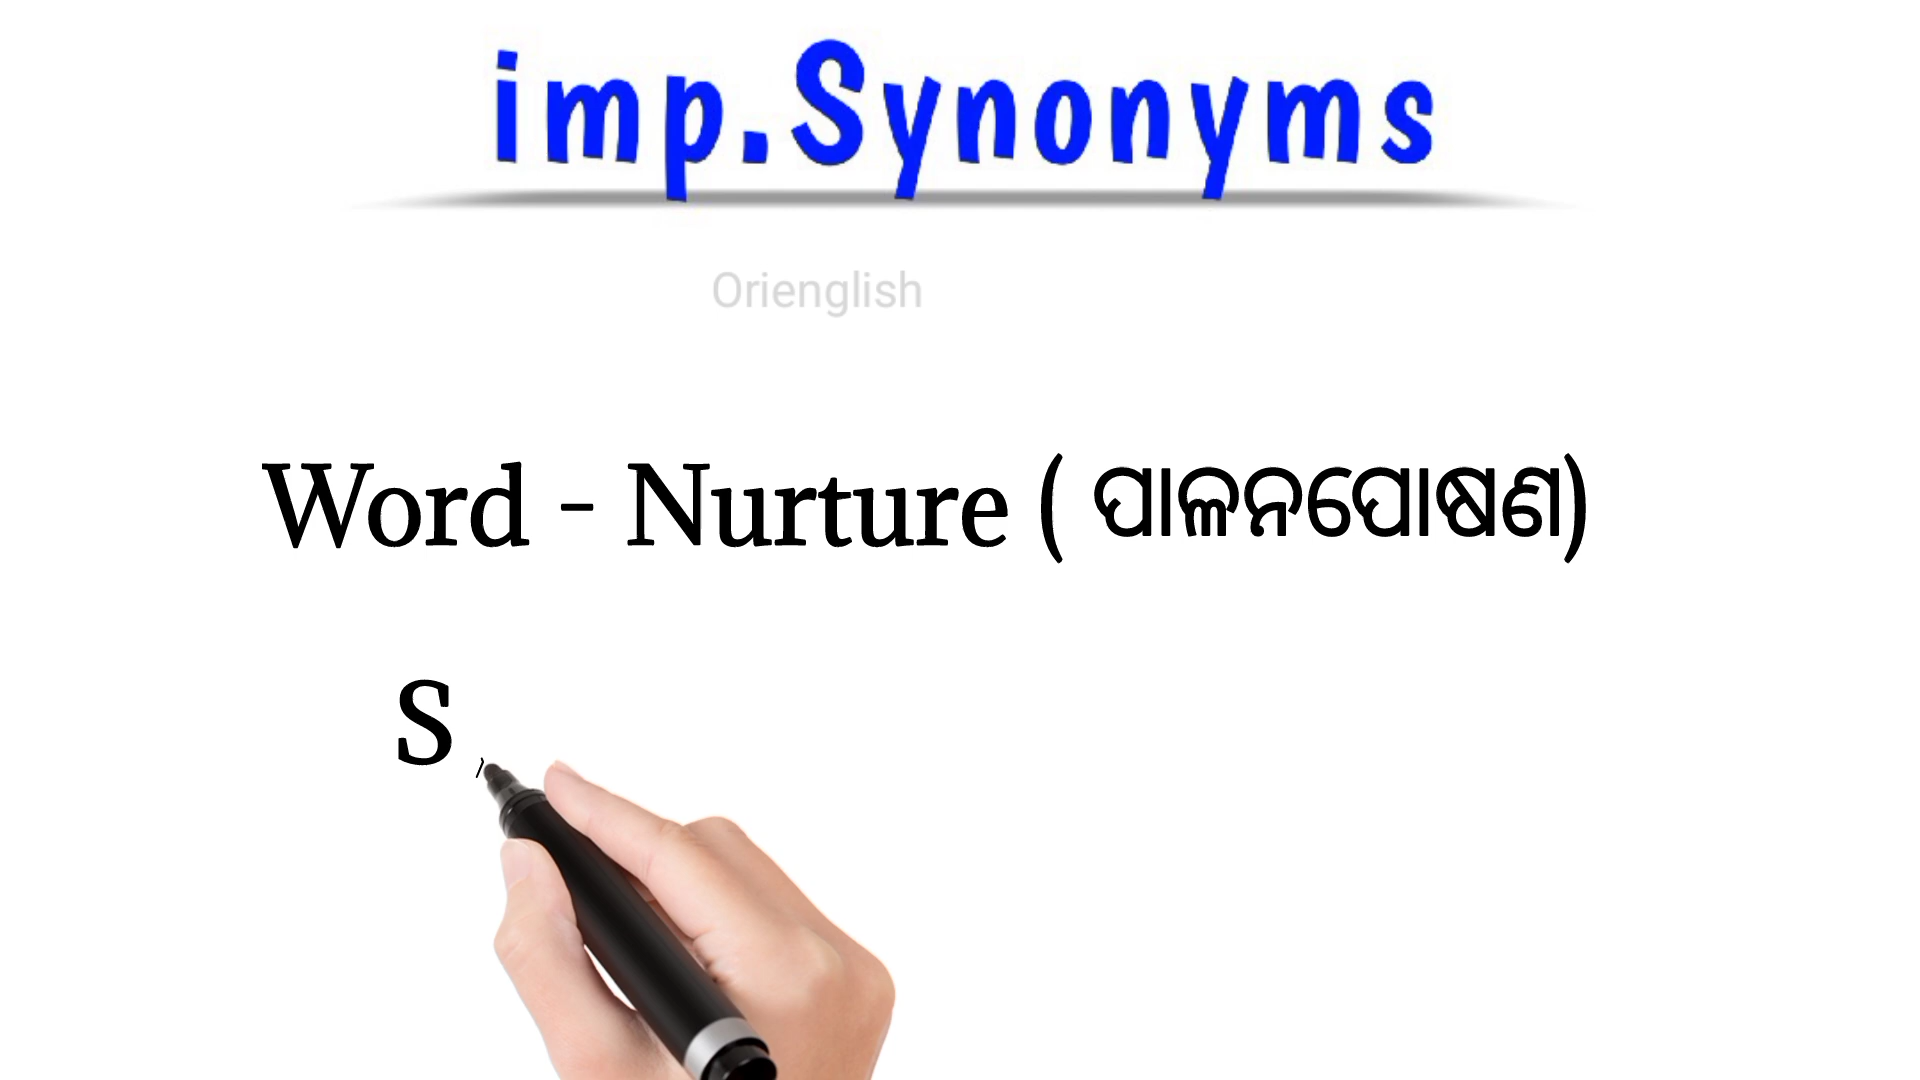 imp.Synonyms
Orienglish
Word - Nurture ( ପାଳନପୋଷଣ)
S